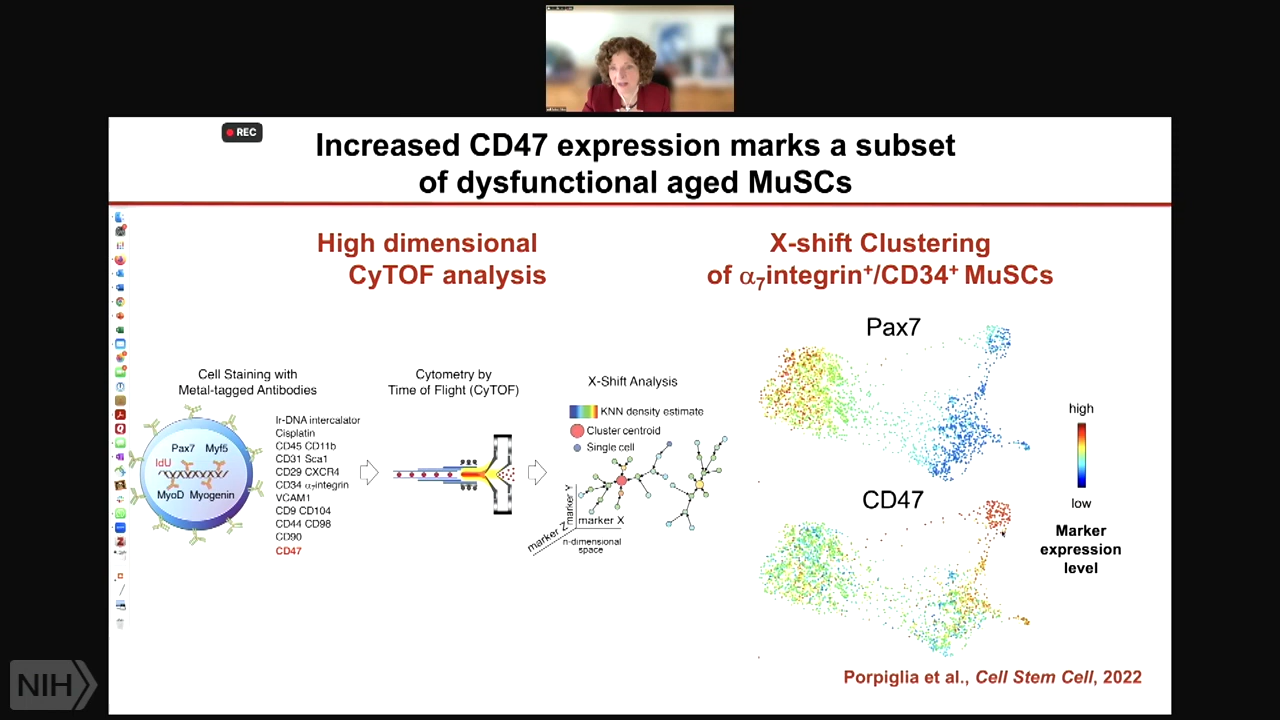 REC
Increased CD47 expression marks a subset
of dysfunctional aged MuSCs
High dimensional
CyTOF analysis
X-shift Clustering
of α7integrin+/CD34+ MuSCs
Cell Staining with
Metal-tagged Antibodies
Pax7 Myf5
IdU
MyoD Myogenin
Ir-DNA intercalator
Cisplatin
CD45 CD11b
CD31 Sca1
CD29 CXCR4
CD34 α7integrin
VCAM1
CD9 CD104
CD44 CD98
CD90
CD47
Cytometry by
Time of Flight (CyTOF)
X-Shift Analysis
KNN density estimate
Cluster centroid
Single cell
marker Y
marker X
marker Z
n-dimensional
space
Pax7
CD47
high
low
Marker
expression
level
Porpiglia et al., Cell Stem Cell, 2022
NIH